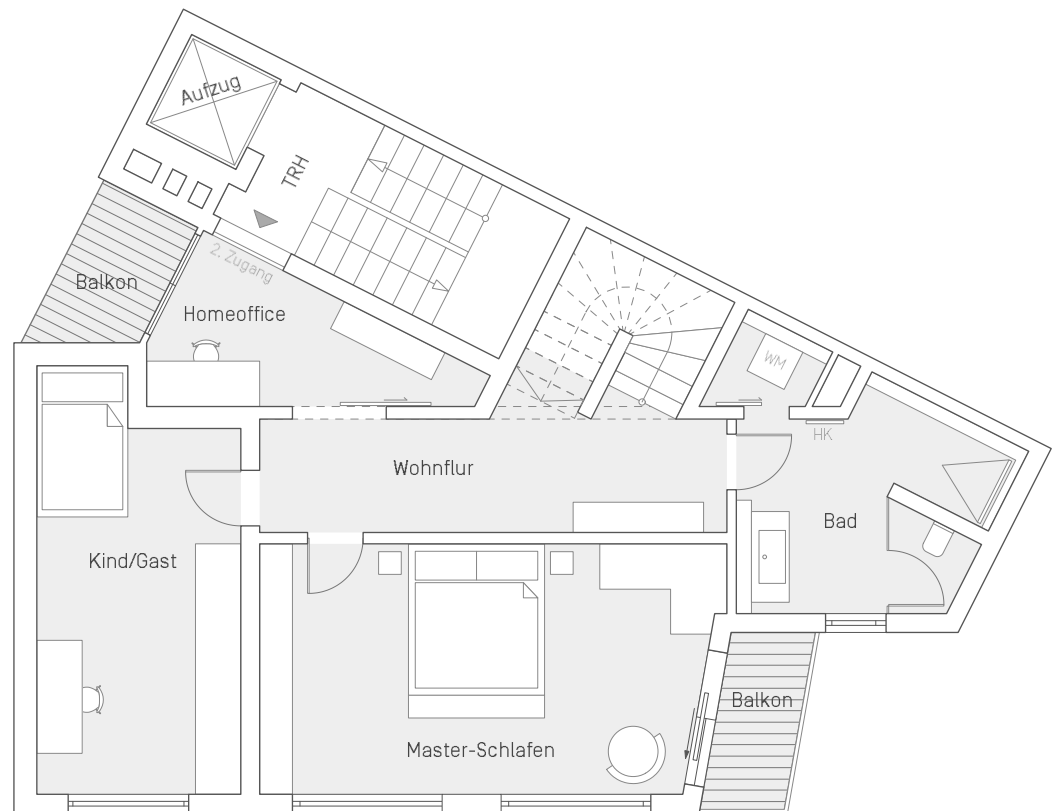 Aufzug
TRH
2. Zugang
Balkon
Homeoffice
WM
HK
Wohnflur
Bad
Kind/Gast
Balkon
Master-Schlafen